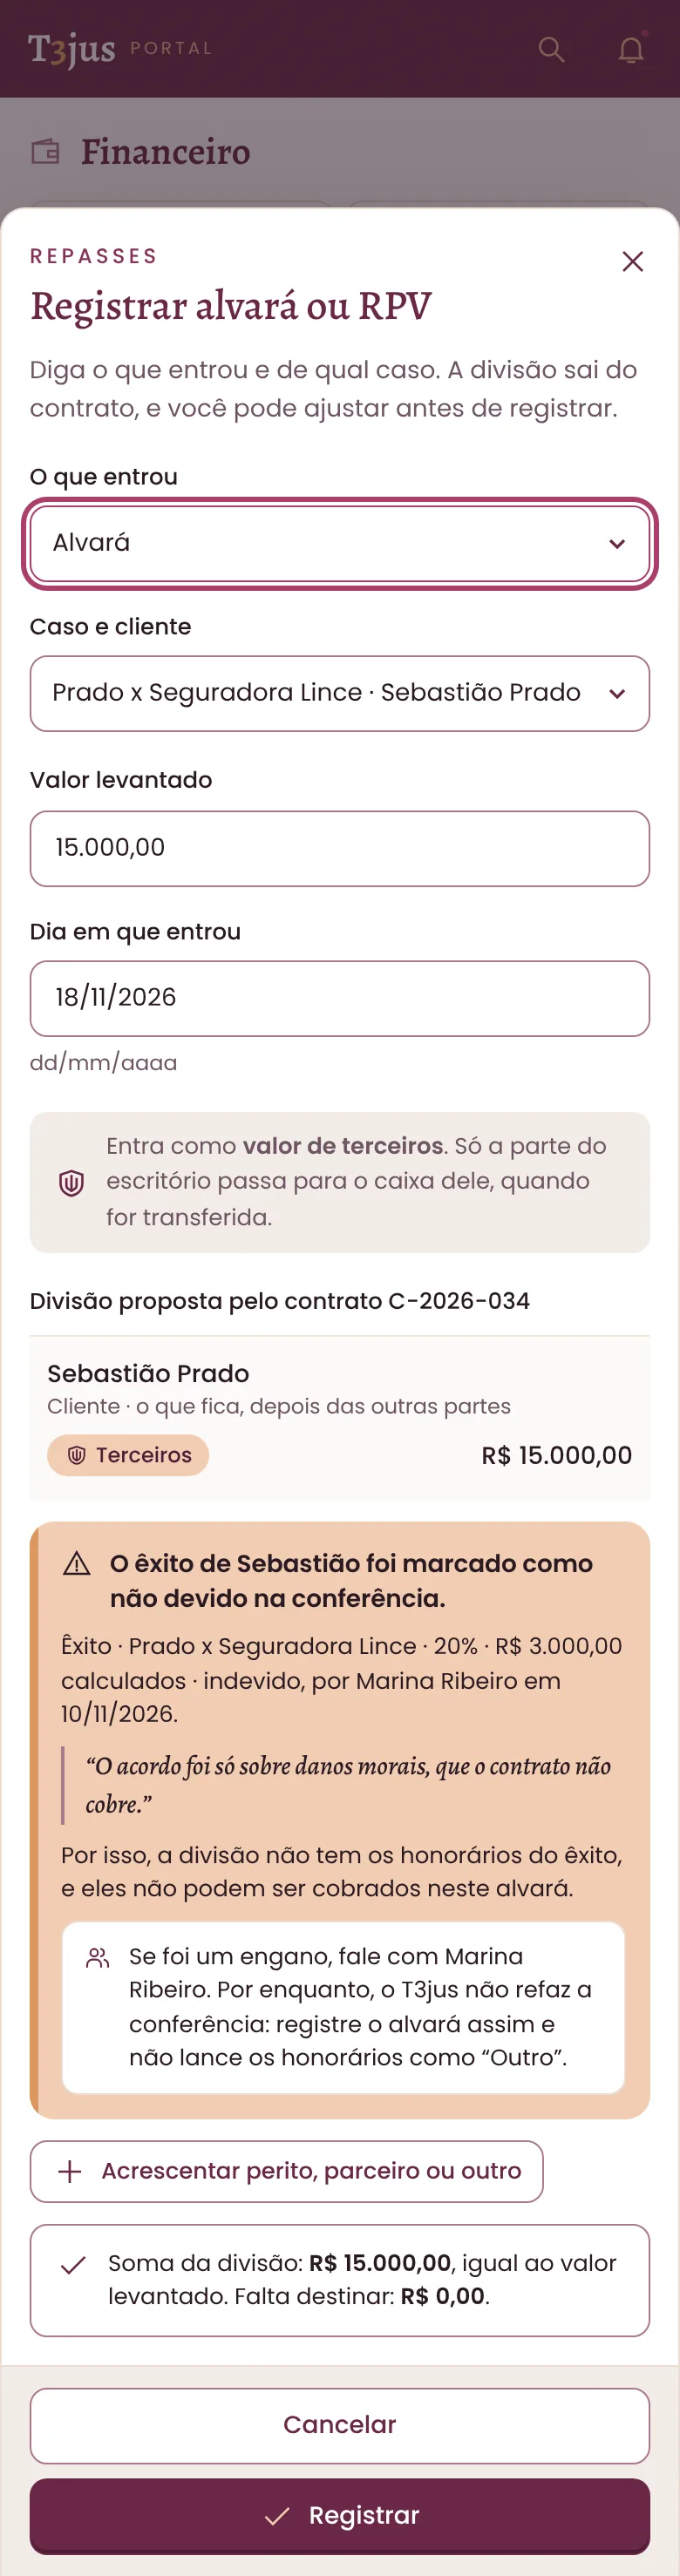 T3jus PORTAL
Financeiro
REPASSES
Registrar alvará ou RPV
Diga o que entrou e de qual caso. A divisão sai do
contrato, e você pode ajustar antes de registrar.
O que entrou
Alvará
Caso e cliente
Prado x Seguradora Lince · Sebastião Prado
Valor levantado
15.000,00
Dia em que entrou
18/11/2026
dd/mm/aaaa
Entra como valor de terceiros. Só a parte do
escritório passa para o caixa dele, quando
for transferida.
Divisão proposta pelo contrato C-2026-034
Sebastião Prado
Cliente · o que fica, depois das outras partes
Terceiros R$ 15.000,00
O êxito de Sebastião foi marcado como
não devido na conferência.
Êxito · Prado x Seguradora Lince · 20% · R$ 3.000,00
calculados · indevido, por Marina Ribeiro em
10/11/2026.
“O acordo foi só sobre danos morais, que o contrato não
cobre.”
Por isso, a divisão não tem os honorários do êxito,
e eles não podem ser cobrados neste alvará.
Se foi um engano, fale com Marina
Ribeiro. Por enquanto, o T3jus não refaz a
conferência: registre o alvará assim e
não lance os honorários como “Outro”.
Acrescentar perito, parceiro ou outro
Soma da divisão: R$ 15.000,00, igual ao valor
levantado. Falta destinar: R$ 0,00.
Cancelar
Registrar